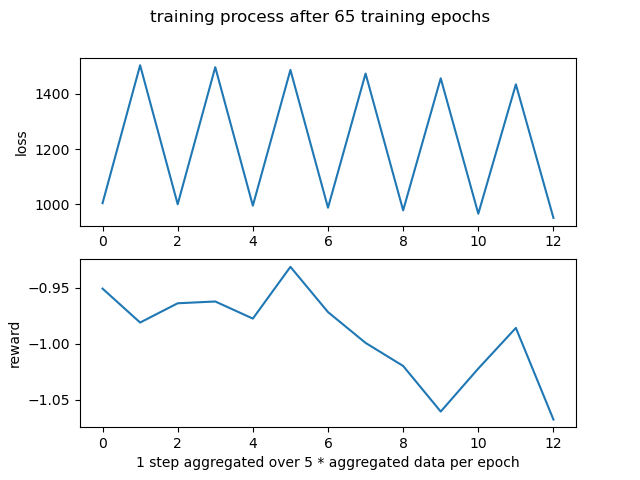 training process after 65 training epochs
1400
1200
1000
loss
0 2 4 6 8 10 12
−0.95
−1.00
−1.05
reward
0 2 4 6 8 10 12
1 step aggregated over 5 * aggregated data per epoch